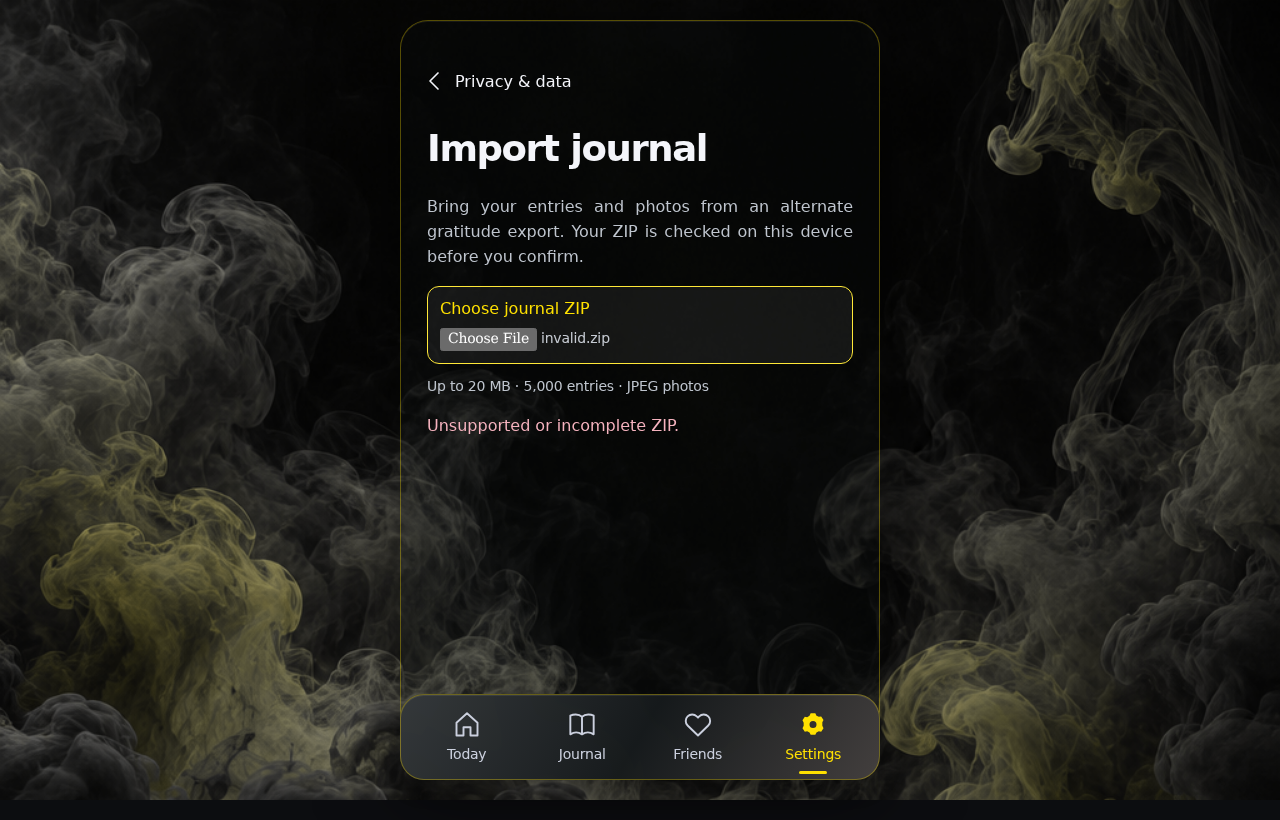 Privacy & data
Import journal
Bring your entries and photos from an alternate
gratitude export. Your ZIP is checked on this device
before you confirm.
Choose journal ZIP
Choose File invalid.zip
Up to 20 MB · 5,000 entries · JPEG photos
Unsupported or incomplete ZIP.
Today Journal Friends Settings